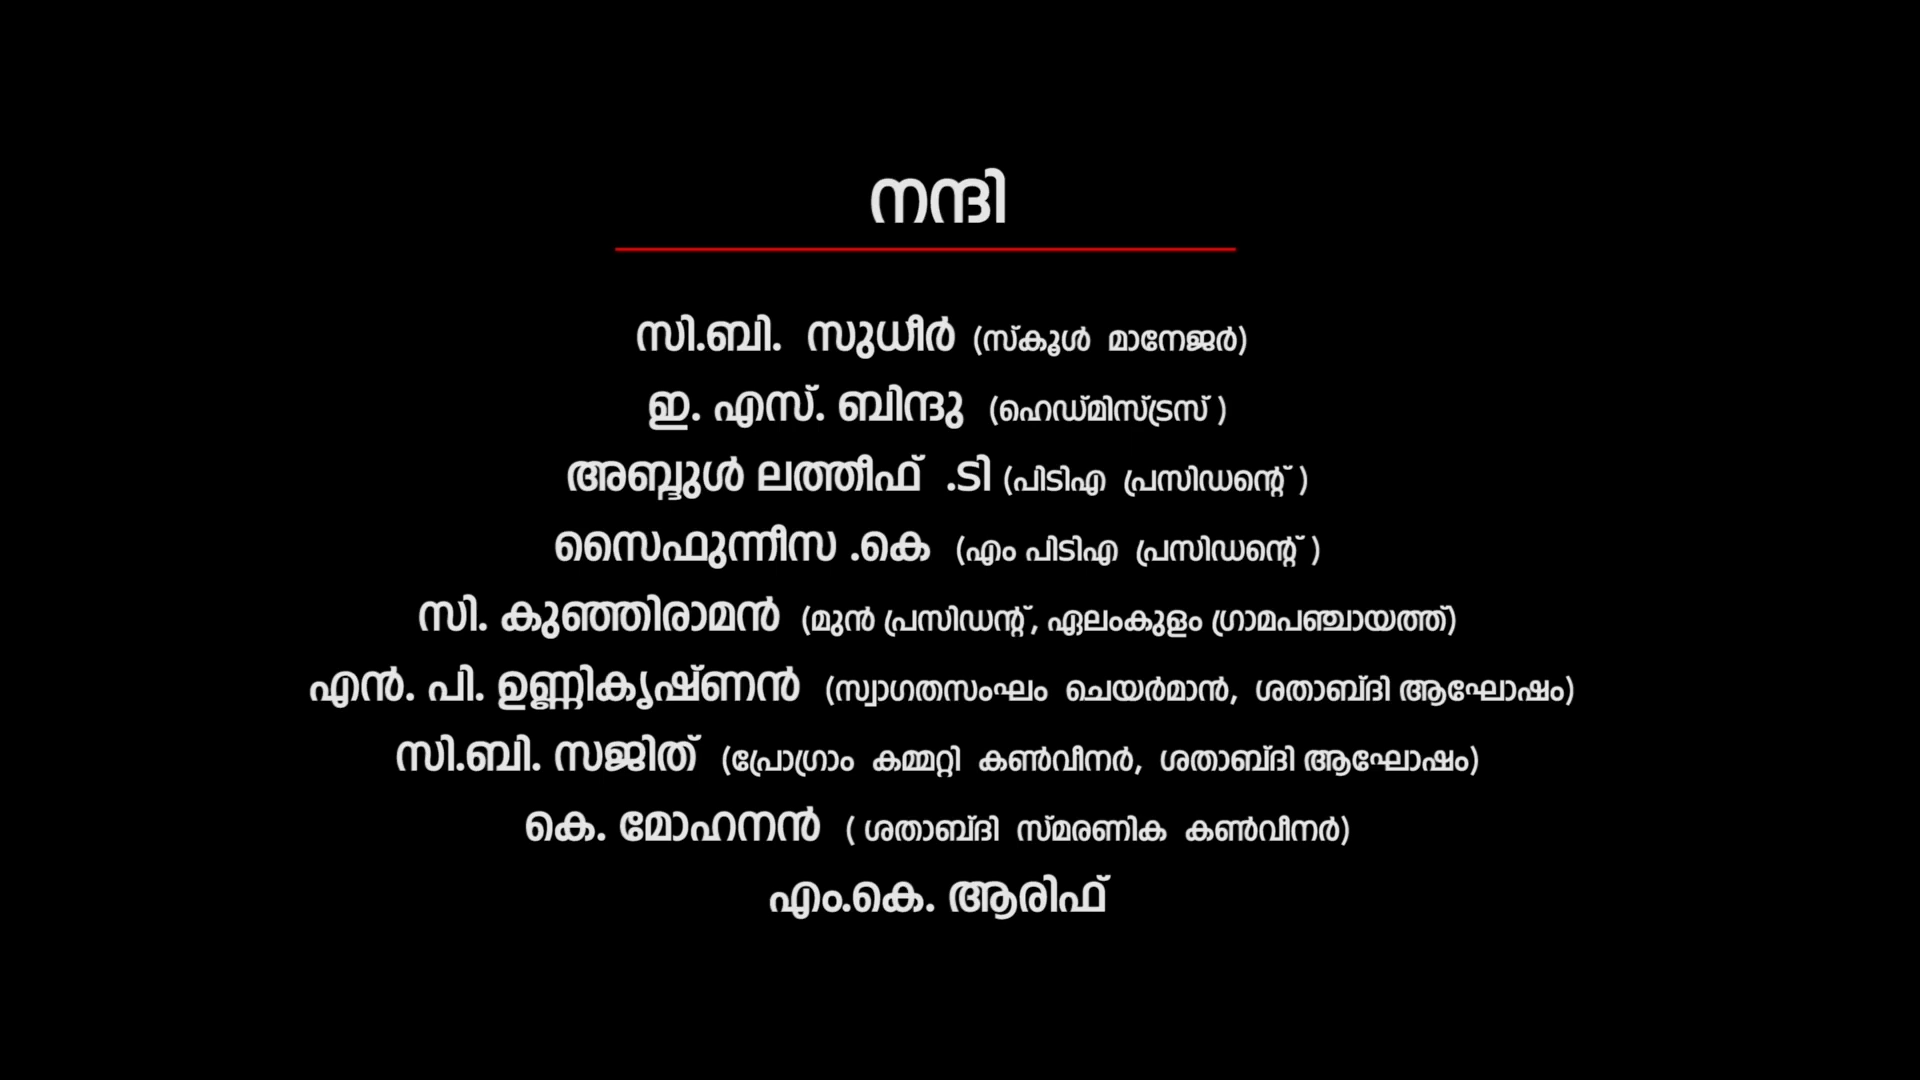 നന്ദി
സി.ബി. സുധീർ (സ്കൂൾ മാനേജർ)
ഇ. എസ്. ബിന്ദു (ഹെഡ്മിസ്ട്രസ് )
അബ്ദുൾ ലത്തീഫ് .ടി (പിടിഎ പ്രസിഡന്റെ് )
സൈഫുന്നീസ .കെ (എം പിടിഎ പ്രസിഡന്റെ് )
സി. കുഞ്ഞിരാമൻ (മുൻ പ്രസിഡന്റ്, ഏലംകുളം ഗ്രാമപഞ്ചായത്ത്)
എൻ. പി. ഉണ്ണികൃഷ്ണൻ (സ്വാഗതസംഘം ചെയർമാൻ, ശതാബ്ദി ആഘോഷം)
സി.ബി. സജിത് (പ്രോഗ്രാം കമ്മറ്റി കൺവീനർ, ശതാബ്ദി ആഘോഷം)
കെ. മോഹനൻ ( ശതാബ്ദി സ്മരണിക കൺവീനർ)
എം.കെ. ആരിഫ്